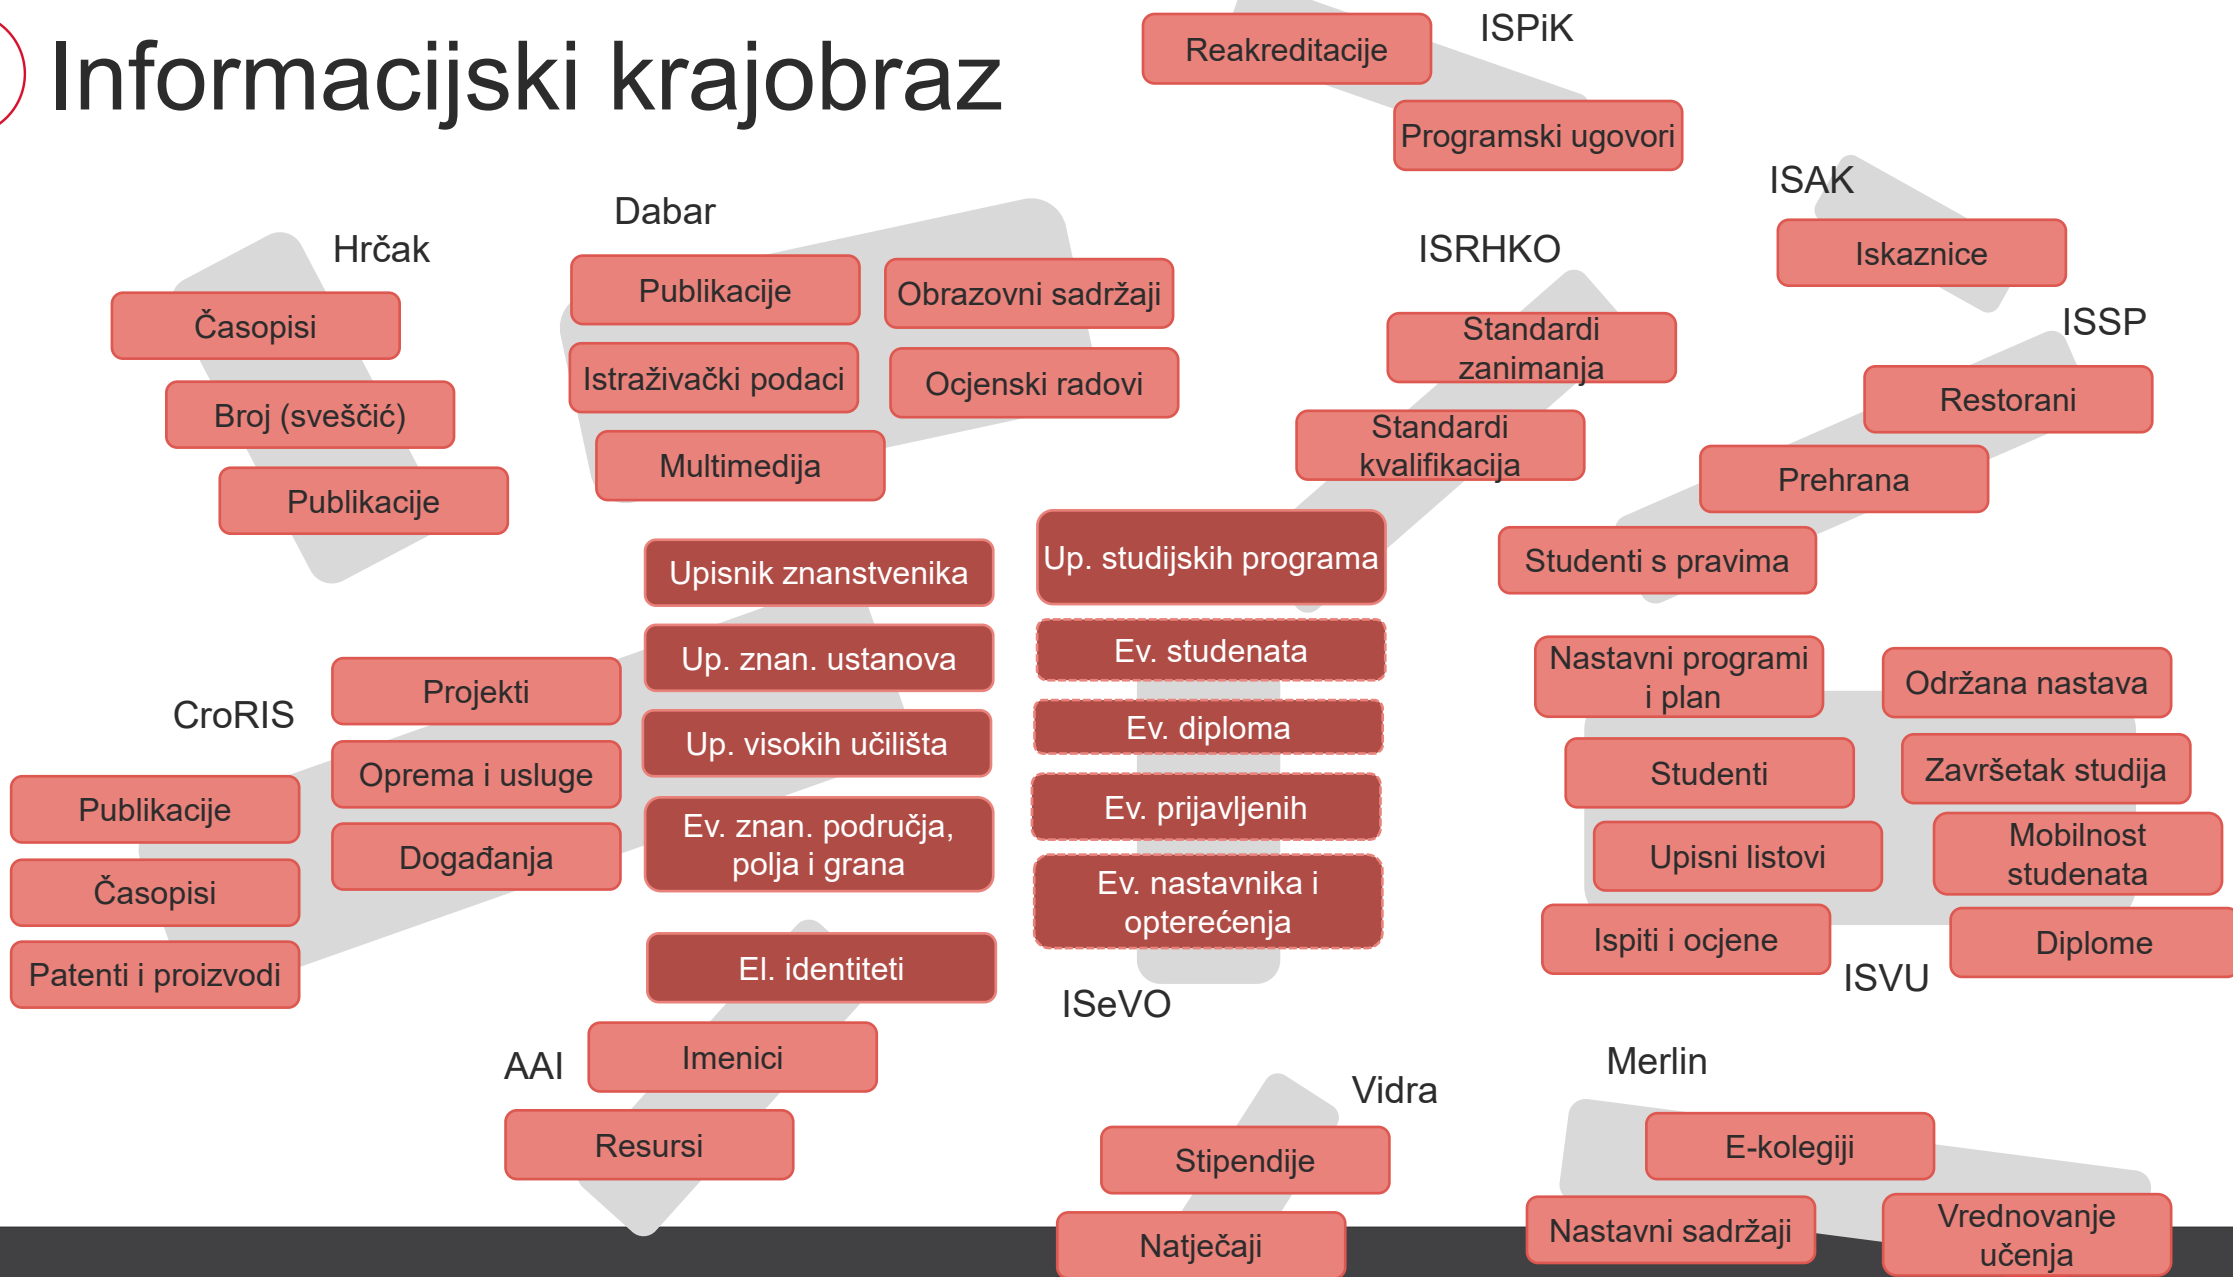 Informacijski krajobraz
ISPiK
Reakreditacije
Programski ugovori
ISAK
Iskaznice
Dabar
Publikacije
Obrazovni sadržaji
Istraživački podaci
Ocjenski radovi
Multimedija
Hrčak
Časopisi
Broj (sveščić)
Publikacije
ISRHKO
Standardi
zanimanja
Standardi
kvalifikacija
Up. studijskih programa
ISSP
Restorani
Prehrana
Studenti s pravima
CroRIS
Publikacije
Časopisi
Patenti i proizvodi
Projekti
Oprema i usluge
Događanja
Upisnik znanstvenika
Up. znan. ustanova
Up. visokih učilišta
Ev. znan. područja,
polja i grana
Ev. studenata
Ev. diploma
Ev. prijavljenih
Ev. nastavnika i
opterećenja
ISeVO
Nastavni programi
i plan
Održana nastava
Studenti
Završetak studija
Upisni listovi
Mobilnost
studenata
Ispiti i ocjene
Diplome
ISVU
El. identiteti
AAI
Imenici
Resursi
Vidra
Stipendije
Natječaji
Merlin
E-kolegiji
Nastavni sadržaji
Vrednovanje
učenja